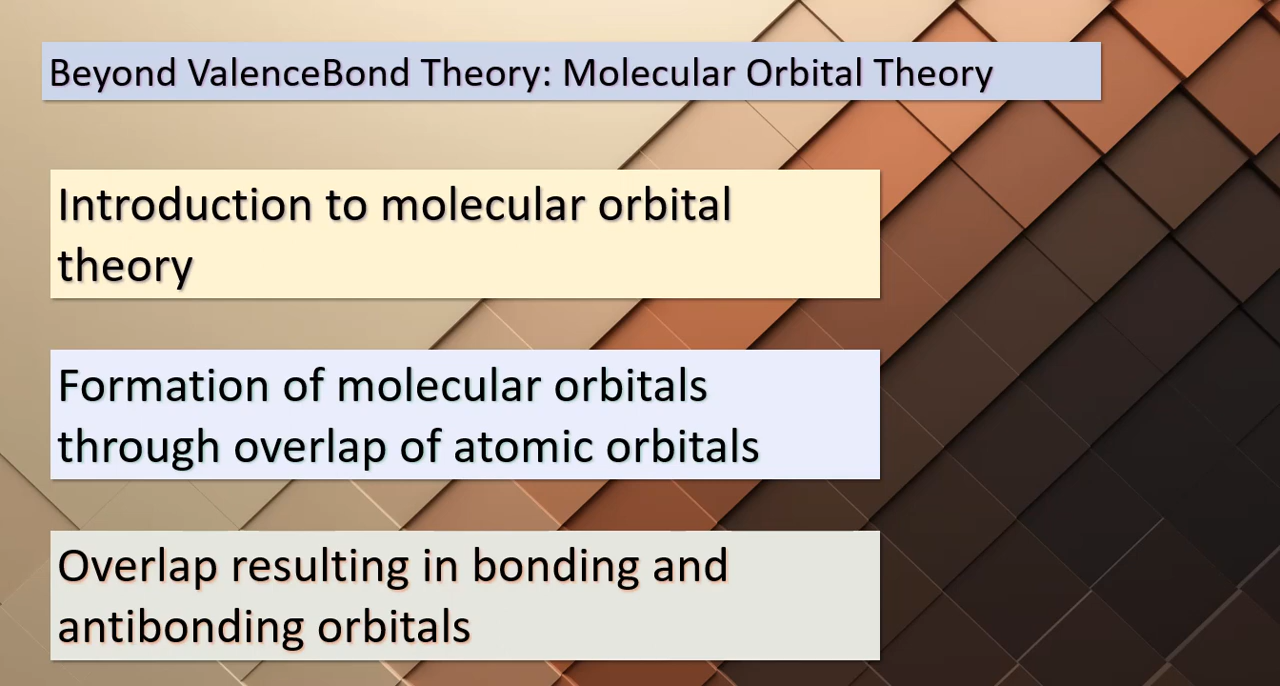 Beyond ValenceBond Theory: Molecular Orbital Theory
Introduction to molecular orbital
theory
Formation of molecular orbitals
through overlap of atomic orbitals
Overlap resulting in bonding and
antibonding orbitals